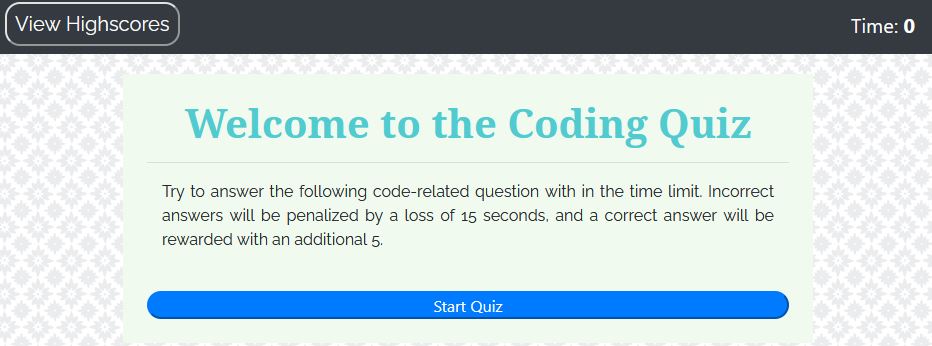 View Highscores
Time: 0
Welcome to the Coding Quiz
Try to answer the following code-related question with in the time limit. Incorrect
answers will be penalized by a loss of 15 seconds, and a correct answer will be
rewarded with an additional 5.
Start Quiz